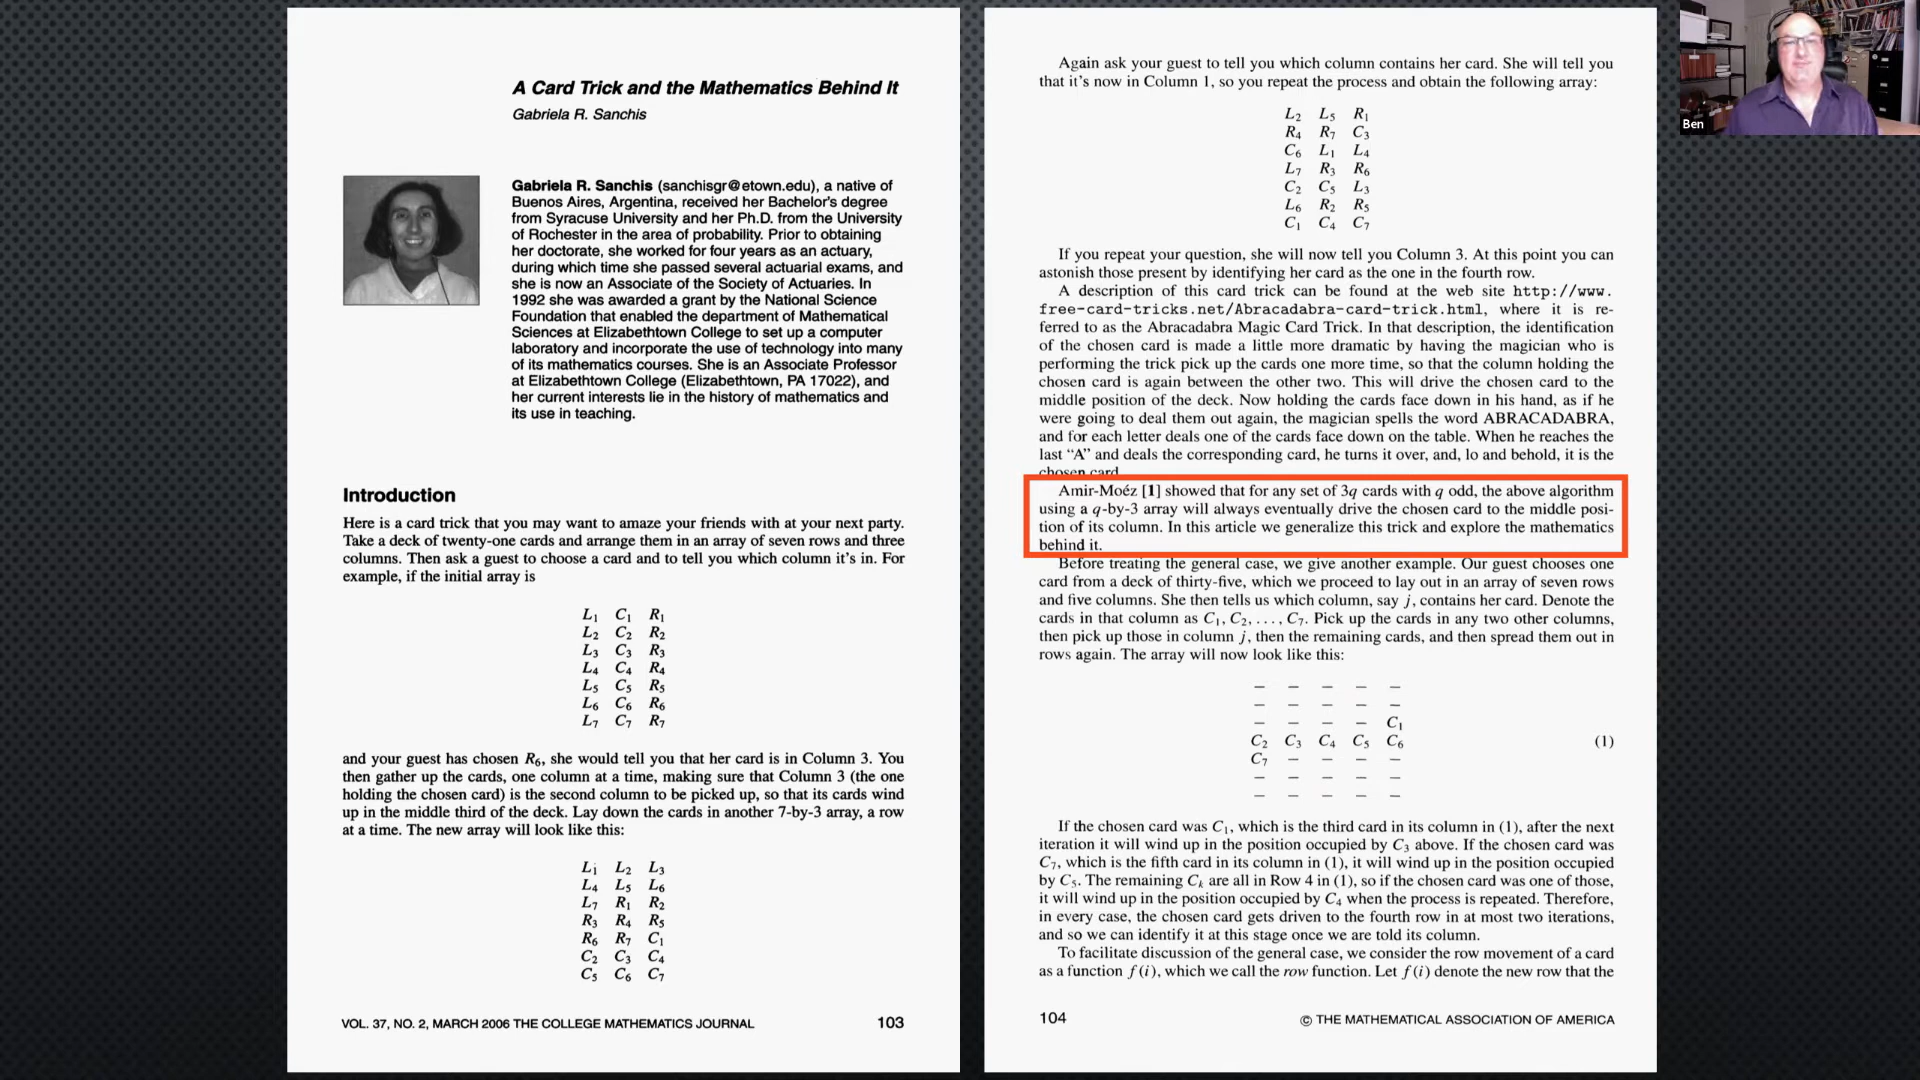 A Card Trick and the Mathematics Behind It
Gabriela R. Sanchis
Gabriela R. Sanchis (sanchisgr@etown.edu), a native of
Buenos Aires, Argentina, received her Bachelor's degree
from Syracuse University and her Ph.D. from the University
of Rochester in the area of probability. Prior to obtaining
her doctorate, she worked for four years as an actuary,
during which time she passed several actuarial exams, and
she is now an Associate of the Society of Actuaries. In
1992 she was awarded a grant by the National Science
Foundation that enabled the department of Mathematical
Sciences at Elizabethtown College to set up a computer
laboratory and incorporate the use of technology into many
of its mathematics courses. She is an Associate Professor
at Elizabethtown College (Elizabethtown, PA 17022), and
her current interests lie in the history of mathematics and
its use in teaching.
Introduction
Here is a card trick that you may want to amaze your friends with at your next party.
Take a deck of twenty-one cards and arrange them in an array of seven rows and three
columns. Then ask a guest to choose a card and to tell you which column it's in. For
example, if the initial array is
L₁ C₁ R₁
L₂ C₂ R₂
L₃ C₃ R₃
L₄ C₄ R₄
L₅ C₅ R₅
L₆ C₆ R₆
L₇ C₇ R₇
and your guest has chosen R₆, she would tell you that her card is in Column 3. You
then gather up the cards, one column at a time, making sure that Column 3 (the one
holding the chosen card) is the second column to be picked up, so that its cards wind
up in the middle third of the deck. Lay down the cards in another 7-by-3 array, a row
at a time. The new array will look like this:
L₁ L₂ L₃
L₄ L₅ L₆
L₇ R₁ R₂
R₃ R₄ R₅
R₆ R₇ C₁
C₂ C₃ C₄
C₅ C₆ C₇
VOL. 37, NO. 2, MARCH 2006 THE COLLEGE MATHEMATICS JOURNAL 103
Again ask your guest to tell you which column contains her card. She will tell you
that it's now in Column 1, so you repeat the process and obtain the following array:
L₂ L₅ R₁
R₄ R₇ C₃
C₆ L₁ L₄
L₇ R₃ R₆
C₂ C₅ L₃
L₆ R₂ R₅
C₁ C₄ C₇
If you repeat your question, she will now tell you Column 3. At this point you can
astonish those present by identifying her card as the one in the fourth row.
A description of this card trick can be found at the web site http://www.
free-card-tricks.net/Abracadabra-card-trick.html, where it is re-
ferred to as the Abracadabra Magic Card Trick. In that description, the identification
of the chosen card is made a little more dramatic by having the magician who is
performing the trick pick up the cards one more time, so that the column holding the
chosen card is again between the other two. This will drive the chosen card to the
middle position of the deck. Now holding the cards face down in his hand, as if he
were going to deal them out again, the magician spells the word ABRACADABRA,
and for each letter deals one of the cards face down on the table. When he reaches the
last “A” and deals the corresponding card, he turns it over, and, lo and behold, it is the
chosen card.
Amir-Moéz [1] showed that for any set of 3q cards with q odd, the above algorithm
using a q-by-3 array will always eventually drive the chosen card to the middle posi-
tion of its column. In this article we generalize this trick and explore the mathematics
behind it.
Before treating the general case, we give another example. Our guest chooses one
card from a deck of thirty-five, which we proceed to lay out in an array of seven rows
and five columns. She then tells us which column, say j, contains her card. Denote the
cards in that column as C₁, C₂, . . . , C₇. Pick up the cards in any two other columns,
then pick up those in column j, then the remaining cards, and then spread them out in
rows again. The array will now look like this:
– – – – –
– – – – –
– – – – C₁
C₂ C₃ C₄ C₅ C₆ (1)
C₇ – – – –
– – – – –
– – – – –
If the chosen card was C₁, which is the third card in its column in (1), after the next
iteration it will wind up in the position occupied by C₃ above. If the chosen card was
C₇, which is the fifth card in its column in (1), it will wind up in the position occupied
by C₅. The remaining Cₖ are all in Row 4 in (1), so if the chosen card was one of those,
it will wind up in the position occupied by C₄ when the process is repeated. Therefore,
in every case, the chosen card gets driven to the fourth row in at most two iterations,
and so we can identify it at this stage once we are told its column.
To facilitate discussion of the general case, we consider the row movement of a card
as a function f(i), which we call the row function. Let f(i) denote the new row that the
104 © THE MATHEMATICAL ASSOCIATION OF AMERICA
Ben